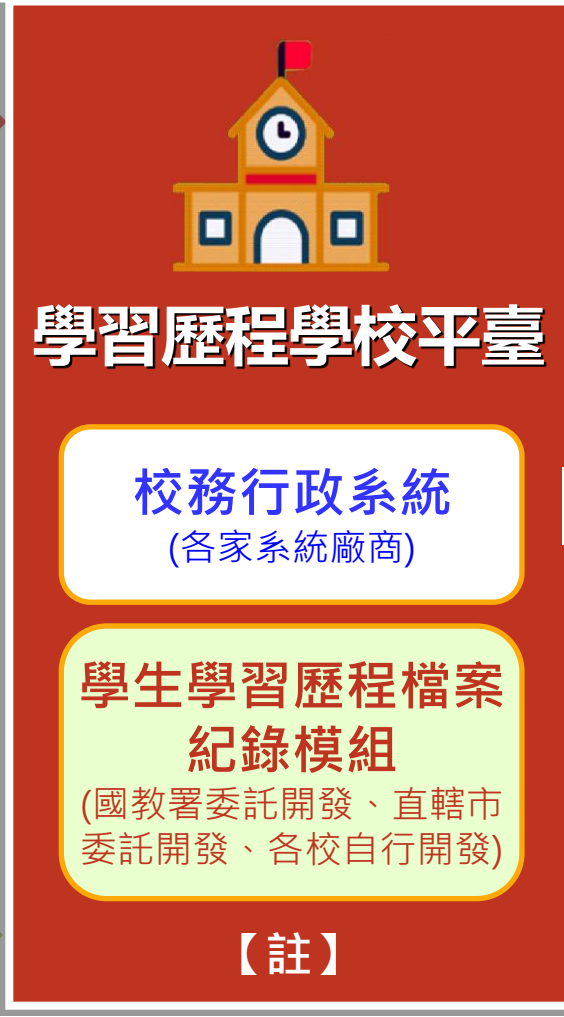 學習歷程學校平臺
校務行政系統
(各家系統廠商)
學生學習歷程檔案
紀錄模組
(國教署委託開發、直轄市
委託開發、各校自行開發)
【註】